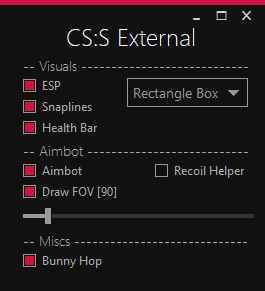 CS:S External
-- Visuals
ESP
Rectangle Box
Snaplines
Health Bar
-- Aimbot
Aimbot
Recoil Helper
Draw FOV [90]
-- Miscs
Bunny Hop